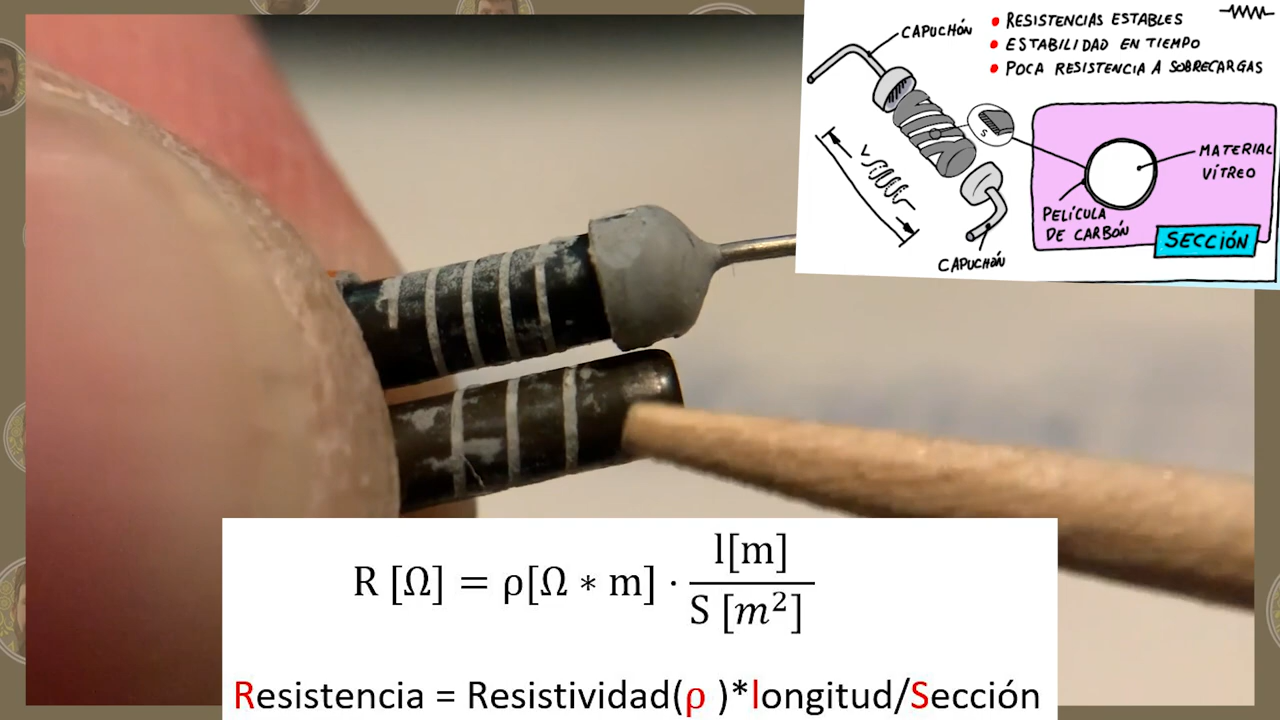 CAPUCHÓN
• RESISTENCIAS ESTABLES
• ESTABILIDAD EN TIEMPO
• POCA RESISTENCIA A SOBRECARGAS
S
L
MATERIAL
VÍTREO
PELÍCULA
DE CARBÓN
SECCIÓN
CAPUCHÓN
R [Ω] = ρ[Ω * m] · l[m] / S [m²]
Resistencia = Resistividad(ρ )*longitud/Sección